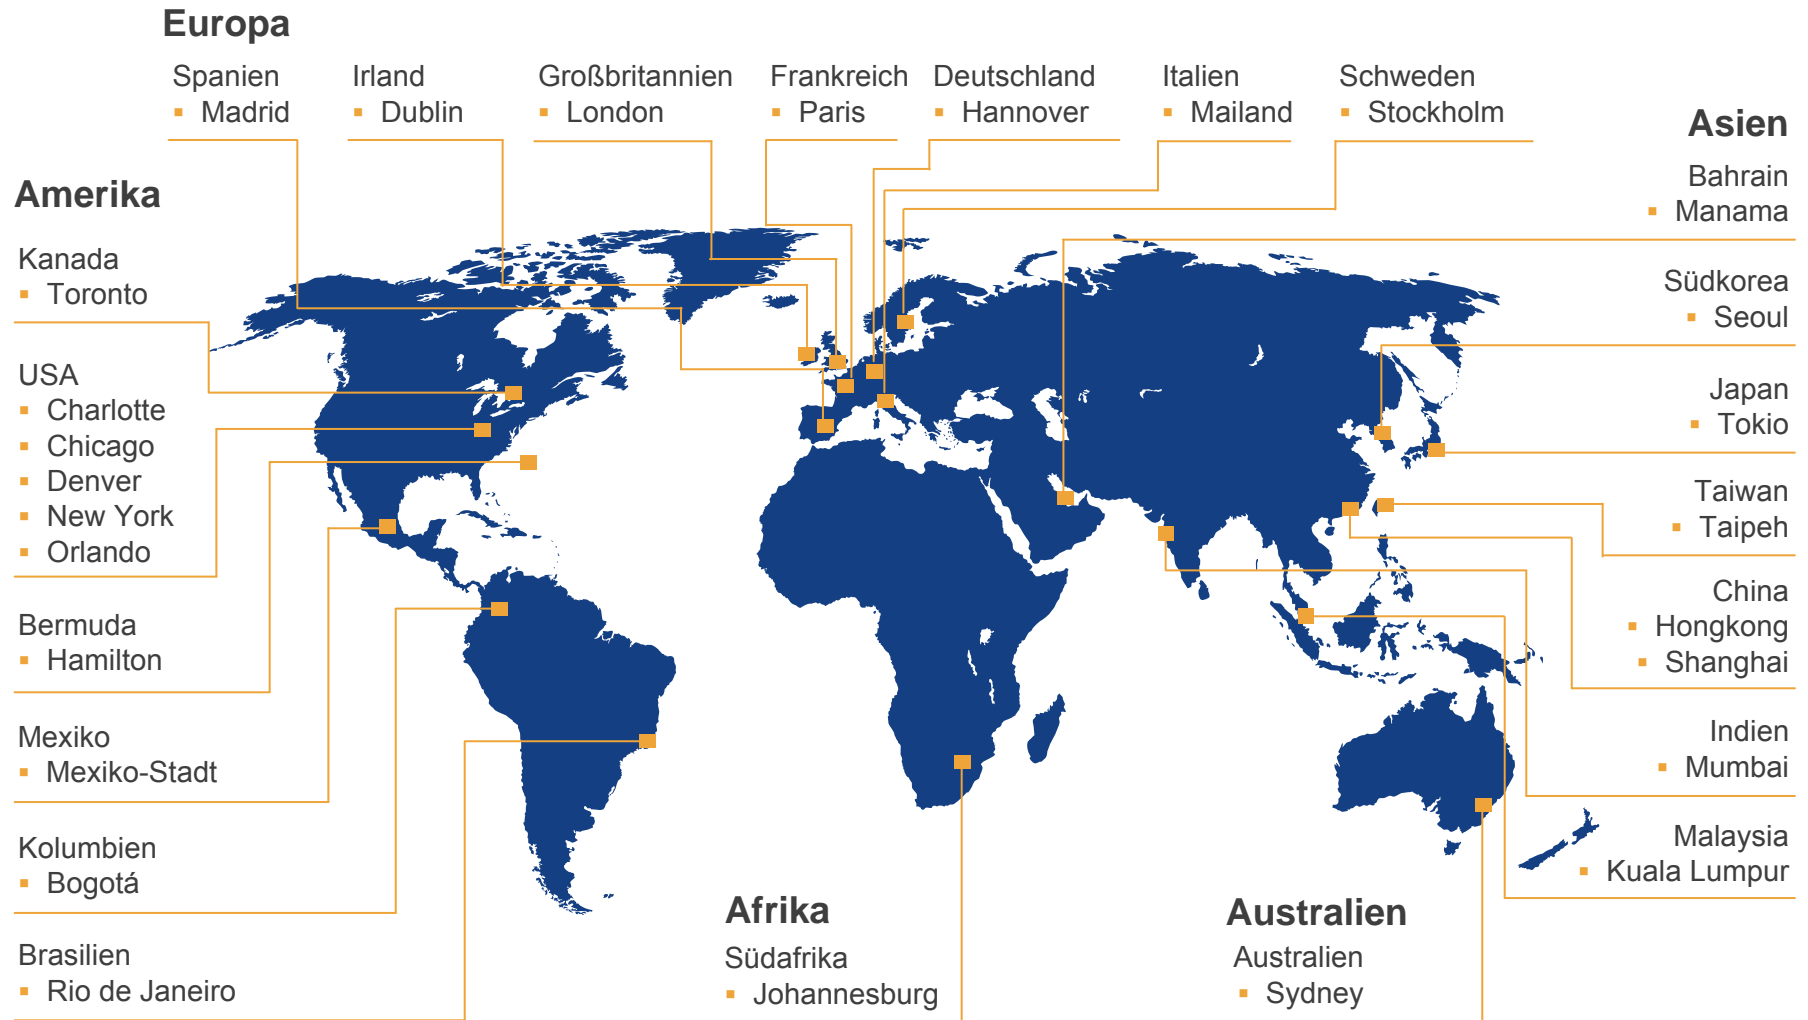 Europa
Spanien
▪ Madrid
Irland
▪ Dublin
Großbritannien
▪ London
Frankreich
▪ Paris
Deutschland
▪ Hannover
Italien
▪ Mailand
Schweden
▪ Stockholm
Amerika
Kanada
▪ Toronto
USA
▪ Charlotte
▪ Chicago
▪ Denver
▪ New York
▪ Orlando
Bermuda
▪ Hamilton
Mexiko
▪ Mexiko-Stadt
Kolumbien
▪ Bogotá
Brasilien
▪ Rio de Janeiro
Afrika
Südafrika
▪ Johannesburg
Australien
Australien
▪ Sydney
Asien
Bahrain
▪ Manama
Südkorea
▪ Seoul
Japan
▪ Tokio
Taiwan
▪ Taipeh
China
▪ Hongkong
▪ Shanghai
Indien
▪ Mumbai
Malaysia
▪ Kuala Lumpur